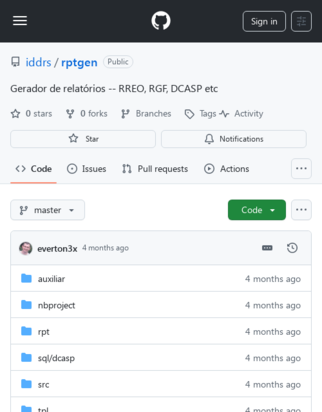 Sign in
iddrs / rptgen Public
Gerador de relatórios -- RREO, RGF, DCASP etc
0 stars 0 forks Branches Tags Activity
Star Notifications
Code Issues Pull requests Actions
master Code
everton3x 4 months ago
auxiliar 4 months ago
nbproject 4 months ago
rpt 4 months ago
sql/dcasp 4 months ago
src 4 months ago
tpl 4 months ago